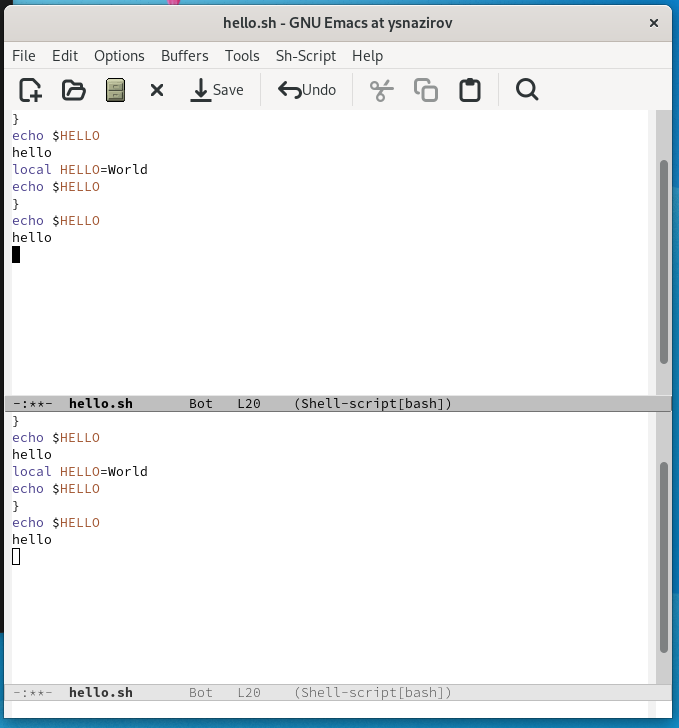 hello.sh - GNU Emacs at ysnazirov
File Edit Options Buffers Tools Sh-Script Help
Save Undo
}
echo $HELLO
hello
local HELLO=World
echo $HELLO
}
echo $HELLO
hello
-:**- hello.sh Bot L20 (Shell-script[bash])
}
echo $HELLO
hello
local HELLO=World
echo $HELLO
}
echo $HELLO
hello
-:**- hello.sh Bot L20 (Shell-script[bash])